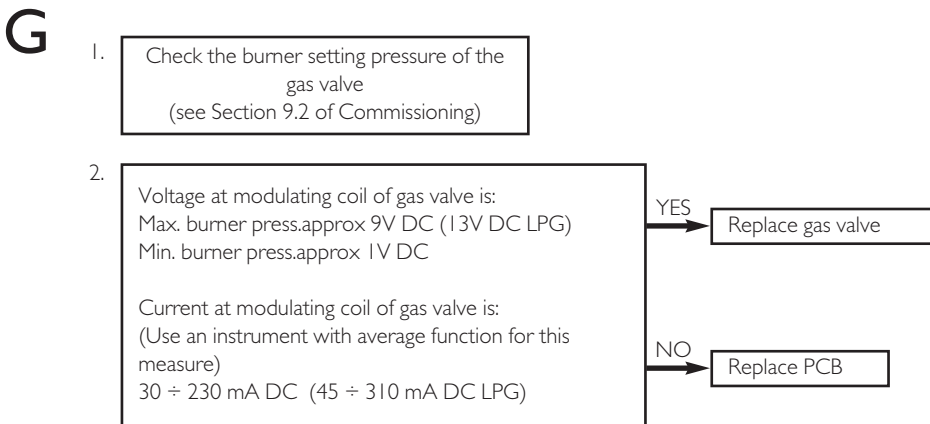 G
1.
Check the burner setting pressure of the
gas valve
(see Section 9.2 of Commissioning)
2.
Voltage at modulating coil of gas valve is:
Max. burner press.approx 9V DC (13V DC LPG)
Min. burner press.approx 1V DC
YES
Replace gas valve
Current at modulating coil of gas valve is:
(Use an instrument with average function for this
measure)
30 ÷ 230 mA DC (45 ÷ 310 mA DC LPG)
NO
Replace PCB